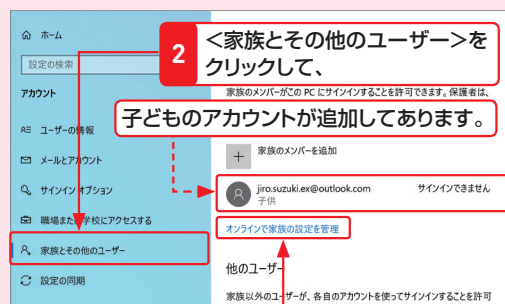 ホーム
設定の検索
アカウント
ユーザーの情報
メールとアカウント
サインイン オプション
職場または学校にアクセスする
家族とその他のユーザー
設定の同期
2
<家族とその他のユーザー>を
クリックして、
家族のメンバーがこの PC にサインインすることを許可できます。保護者は、
子どものアカウントが追加してあります。
家族のメンバーを追加
jiro.suzuki.ex@outlook.com サインインできません
子供
オンラインで家族の設定を管理
他のユーザー
家族以外のユーザーが、各自のアカウントを使ってサインインすることを許可